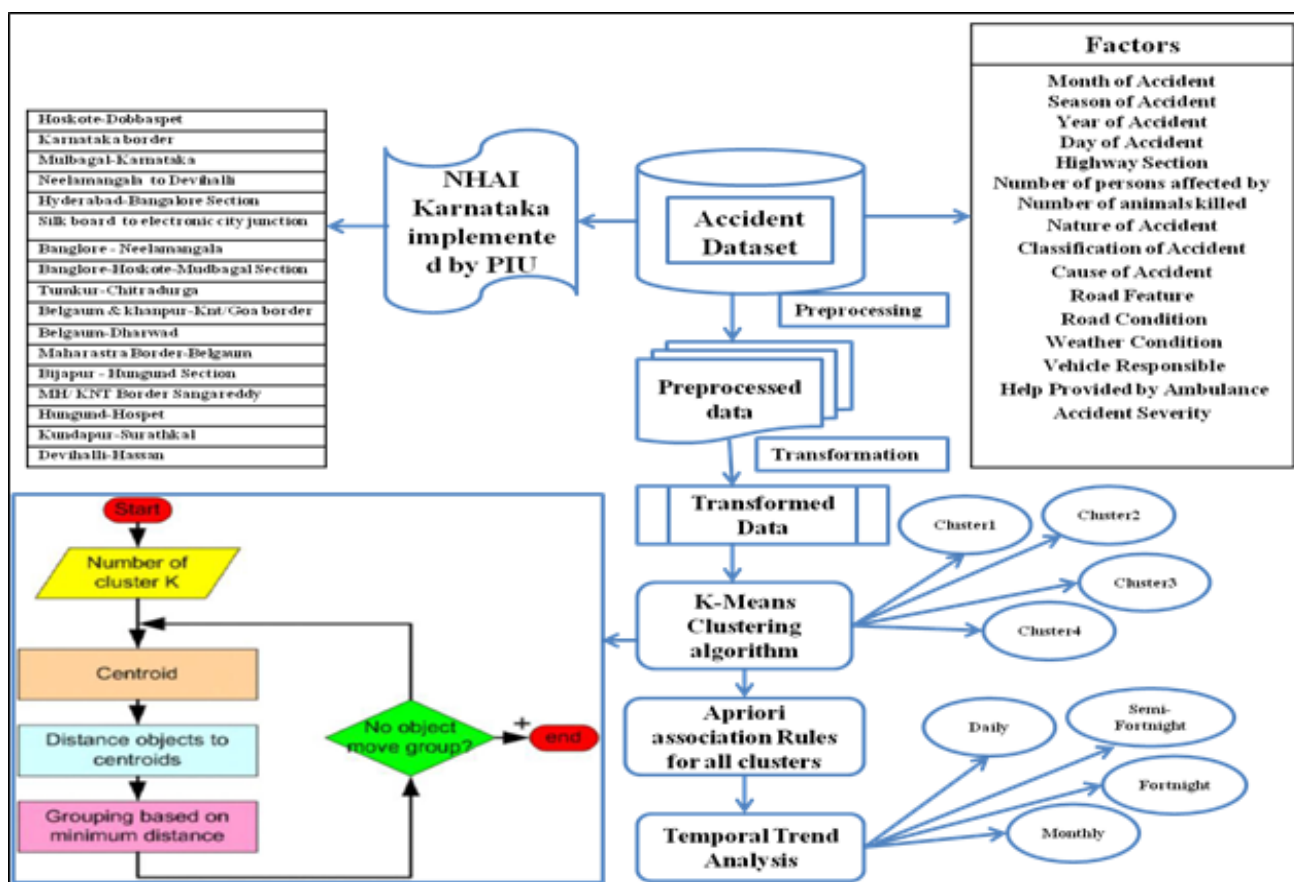 Factors
Month of Accident
Season of Accident
Year of Accident
Day of Accident
Highway Section
Number of persons affected by
Number of animals killed
Nature of Accident
Classification of Accident
Cause of Accident
Road Feature
Road Condition
Weather Condition
Vehicle Responsible
Help Provided by Ambulance
Accident Severity
Hoskote-Dobbaspet
Karnataka border
Mulbagal-Karnataka
Neelamangala to Devihalli
Hyderabad-Bangalore Section
Silk board to electronic city junction
Banglore - Neelamangala
Banglore-Hoskote-Mudbagal Section
Tumkur-Chitradurga
Belgaum & khanpur-Knt/Goa border
Belgaum-Dharwad
Maharastra Border-Belgaum
Bijapur - Hungund Section
MH/ KNT Border Sangareddy
Hungund-Hospet
Kundapur-Surathkal
Devihalli-Hassan
NHAI
Karnataka
implemente
d by PIU
Accident
Dataset
Preprocessing
Preprocessed
data
Transformation
Transformed
Data
K-Means
Clustering
algorithm
Cluster1
Cluster2
Cluster3
Cluster4
Apriori
association Rules
for all clusters
Temporal Trend
Analysis
Daily
Semi-
Fortnight
Fortnight
Monthly
Start
Number of
cluster K
Centroid
Distance objects to
centroids
Grouping based on
minimum distance
No object
move group?
+
end